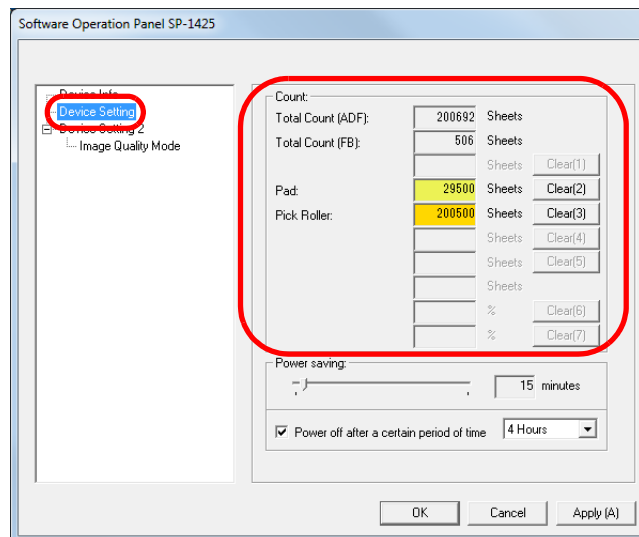 Software Operation Panel SP-1425
Device Info
Device Setting
Device Setting 2
Image Quality Mode
Count:
Total Count (ADF): 200692 Sheets
Total Count (FB): 506 Sheets
Sheets Clear(1)
Pad: 29500 Sheets Clear(2)
Pick Roller: 200500 Sheets Clear(3)
Sheets Clear(4)
Sheets Clear(5)
Sheets
% Clear(6)
% Clear(7)
Power saving:
15 minutes
Power off after a certain period of time 4 Hours
OK Cancel Apply (A)